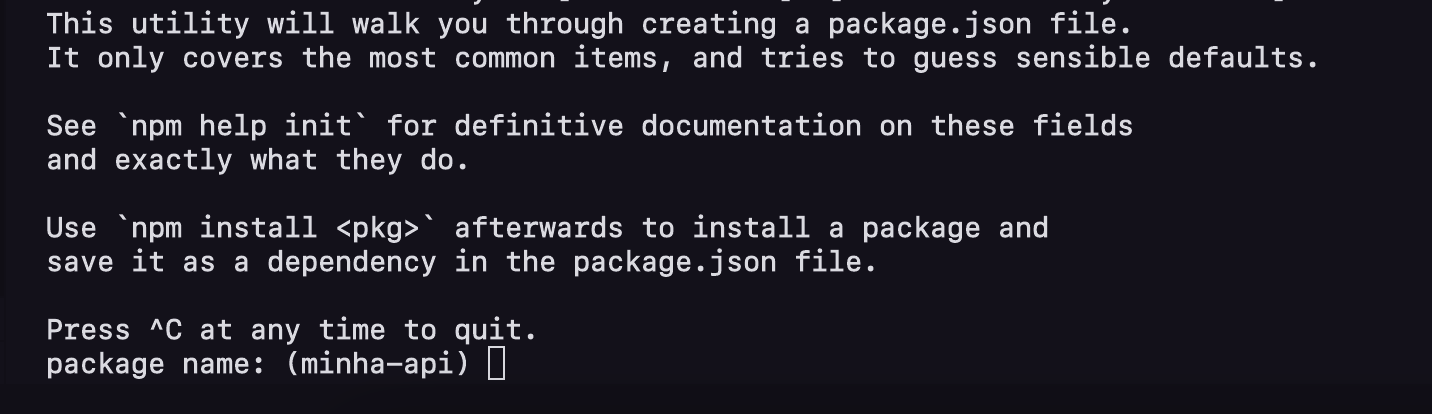 This utility will walk you through creating a package.json file.
It only covers the most common items, and tries to guess sensible defaults.
See `npm help init` for definitive documentation on these fields
and exactly what they do.
Use `npm install <pkg>` afterwards to install a package and
save it as a dependency in the package.json file.
Press ^C at any time to quit.
package name: (minha-api)